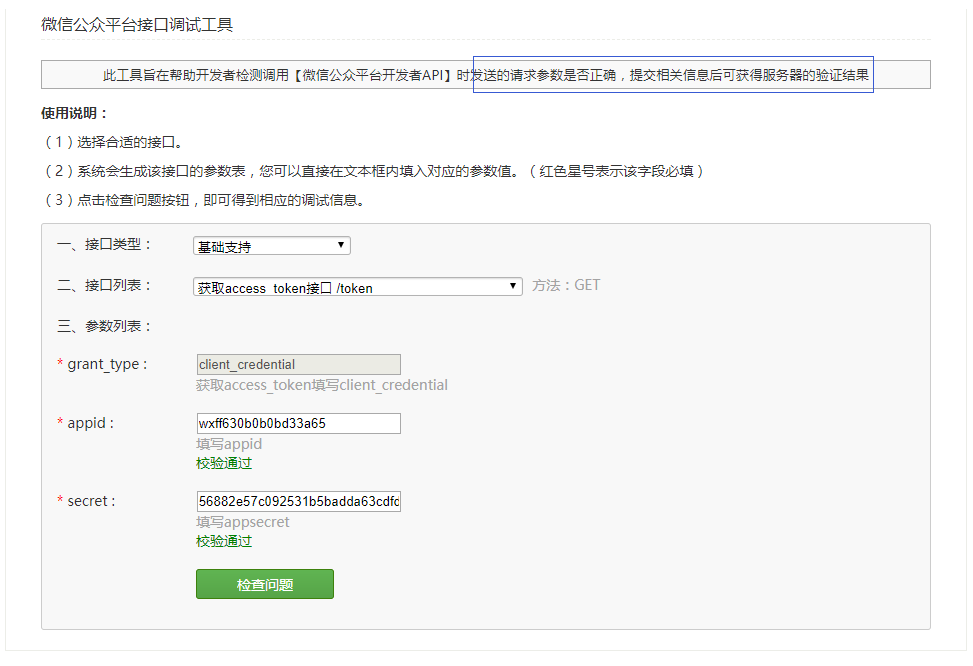 微信公众平台接口调试工具
此工具旨在帮助开发者检测调用【微信公众平台开发者API】时发送的请求参数是否正确，提交相关信息后可获得服务器的验证结果
使用说明：
（1）选择合适的接口。
（2）系统会生成该接口的参数表，您可以直接在文本框内填入对应的参数值。（红色星号表示该字段必填）
（3）点击检查问题按钮，即可得到相应的调试信息。
一、接口类型： 基础支持
二、接口列表： 获取access_token接口 /token 方法：GET
三、参数列表：
* grant_type : client_credential
获取access_token填写client_credential
* appid : wxff630b0b0bd33a65
填写appid
校验通过
* secret : 56882e57c092531b5badda63cdfd
填写appsecret
校验通过
检查问题